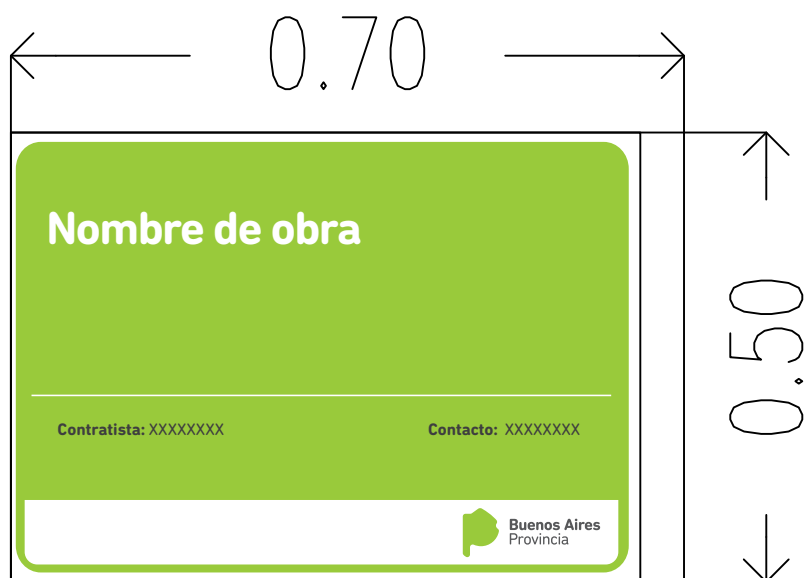 0.70
Nombre de obra
0.50
Contratista: XXXXXXXX
Contacto: XXXXXXXX
Buenos Aires
Provincia